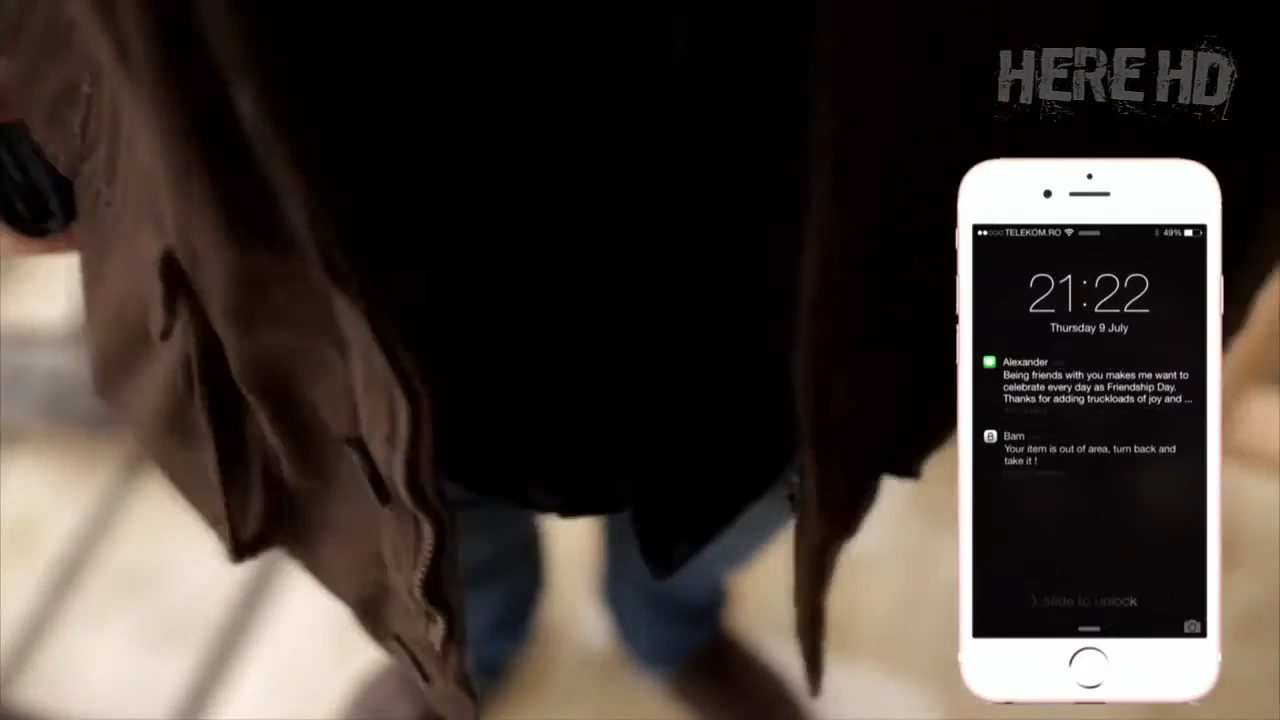 HERE HD
TELEKOM.RO
49%
21:22
Thursday 9 July
Alexander
Being friends with you makes me want to
celebrate every day as Friendship Day.
Thanks for adding truckloads of joy and ...
B
Bam
Your item is out of area, turn back and
take it !
> slide to unlock